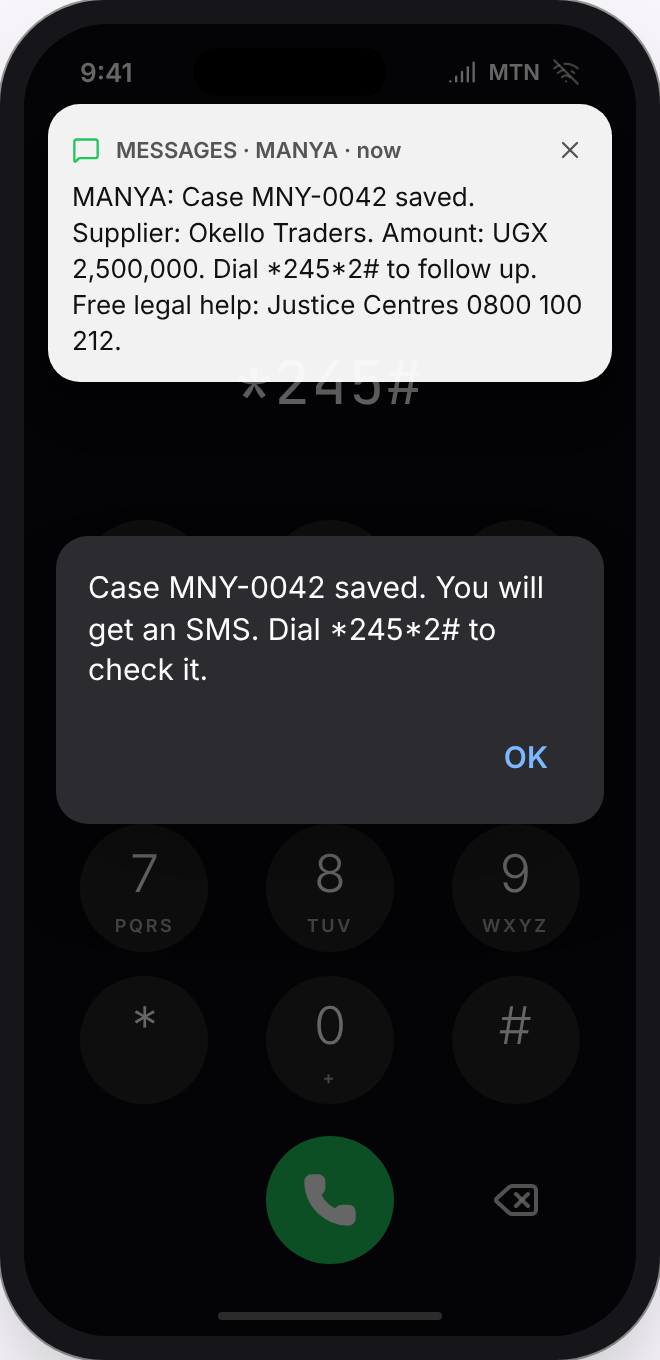 9:41 MTN
MESSAGES · MANYA · now
MANYA: Case MNY-0042 saved.
Supplier: Okello Traders. Amount: UGX
2,500,000. Dial *245*2# to follow up.
Free legal help: Justice Centres 0800 100
212.
*245#
Case MNY-0042 saved. You will
get an SMS. Dial *245*2# to
check it.
OK
7 8 9
PQRS TUV WXYZ
* 0 #
+